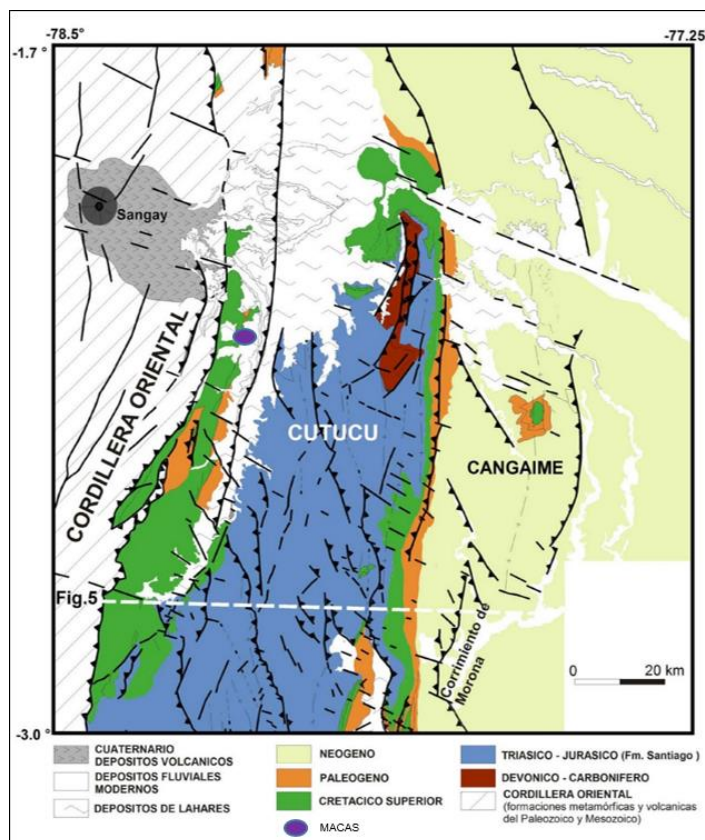 -78.5°
-77.25
-1.7 °
Sangay
CORDILLERA ORIENTAL
CUTUCU
CANGAIME
Fig.5
Corrimiento de
Morona
0 20 km
-3.0 °
CUATERNARIO
DEPOSITOS VOLCANICOS
DEPOSITOS FLUVIALES
MODERNOS
DEPOSITOS DE LAHARES
NEOGENO
PALEOGENO
CRETACICO SUPERIOR
MACAS
TRIASICO - JURASICO (Fm. Santiago )
DEVONICO - CARBONIFERO
CORDILLERA ORIENTAL
(formaciones metamórficas y volcanicas
del Paleozoico y Mesozoico)